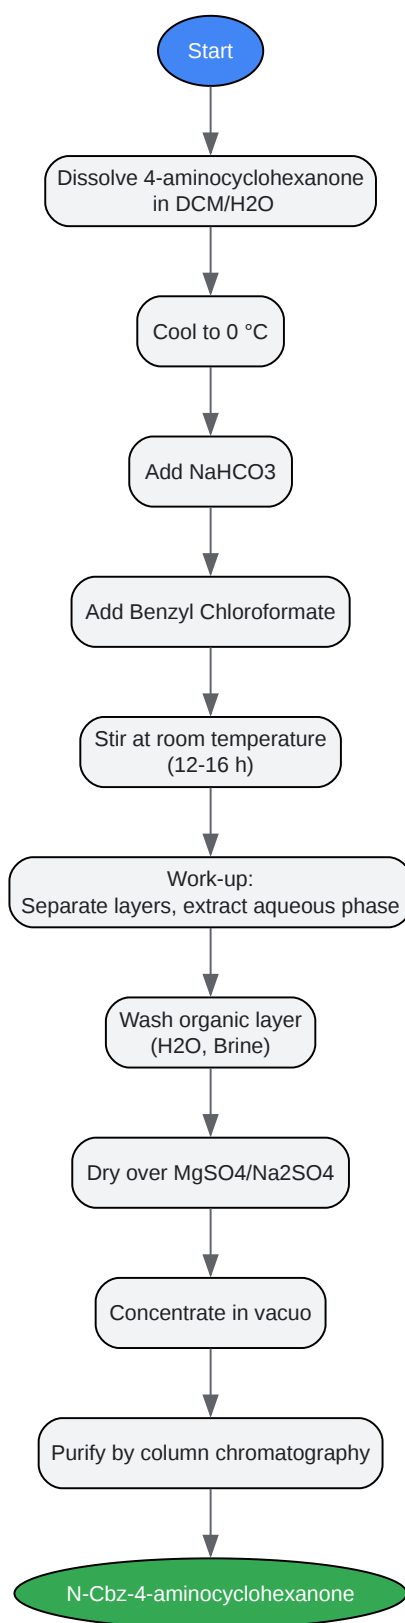 Start
Dissolve 4-aminocyclohexanone
in DCM/H2O
Cool to 0 °C
Add NaHCO3
Add Benzyl Chloroformate
Stir at room temperature
(12-16 h)
Work-up:
Separate layers, extract aqueous phase
Wash organic layer
(H2O, Brine)
Dry over MgSO4/Na2SO4
Concentrate in vacuo
Purify by column chromatography
N-Cbz-4-aminocyclohexanone